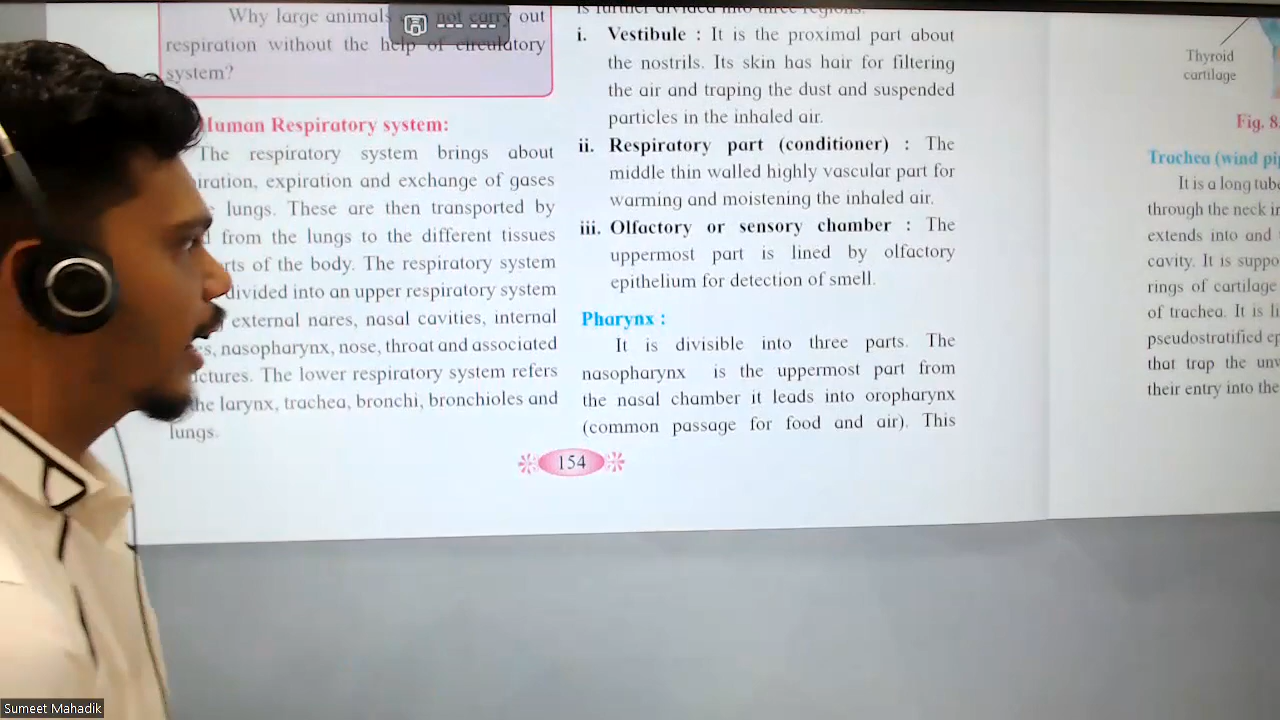 Why large animals not carry out
respiration without the help of circulatory
system?
Human Respiratory system:
The respiratory system brings about
expiration and exchange of gases
lungs. These are then transported by
from the lungs to the different tissues
of the body. The respiratory system
divided into an upper respiratory system
external nares, nasal cavities, internal
nasopharynx, nose, throat and associated
The lower respiratory system refers
the larynx, trachea, bronchi, bronchioles and
lungs.
is further divided into three regions.
i. Vestibule : It is the proximal part about
the nostrils. Its skin has hair for filtering
the air and traping the dust and suspended
particles in the inhaled air.
ii. Respiratory part (conditioner) : The
middle thin walled highly vascular part for
warming and moistening the inhaled air.
iii. Olfactory or sensory chamber : The
uppermost part is lined by olfactory
epithelium for detection of smell.
Pharynx :
It is divisible into three parts. The
nasopharynx is the uppermost part from
the nasal chamber it leads into oropharynx
(common passage for food and air). This
154
Thyroid
cartilage
Fig. 8.
Trachea (wind
It is a long
through the neck
extends into and
cavity. It is
rings of cartilage
of trachea. It is
pseudostratified
that trap the
their entry into the
Sumeet Mahadik